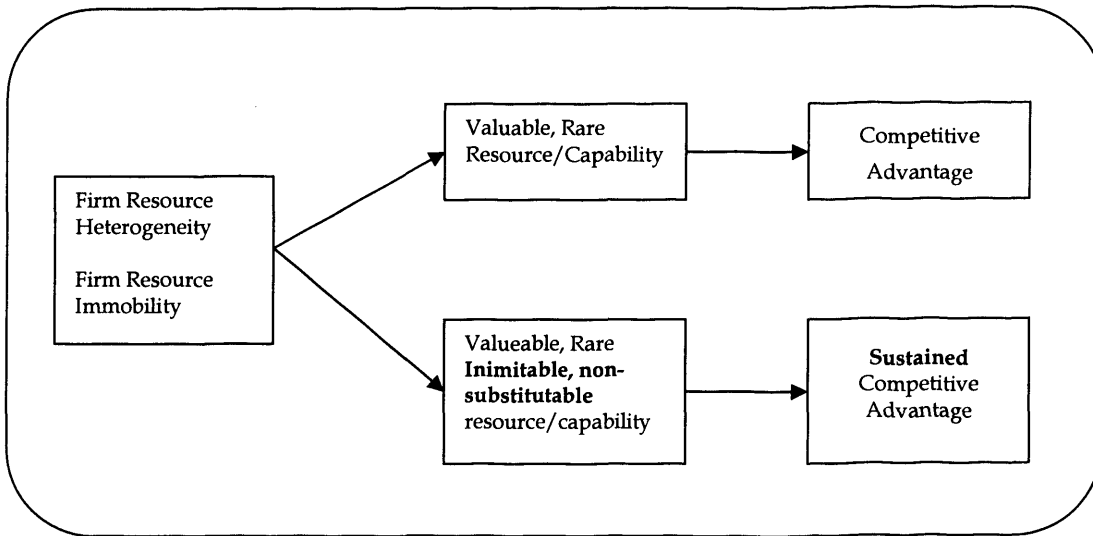 Valuable, Rare
Resource/Capability
Competitive
Advantage
Firm Resource
Heterogeneity
Firm Resource
Immobility
Valueable, Rare
Inimitable, non-
substitutable
resource/capability
Sustained
Competitive
Advantage